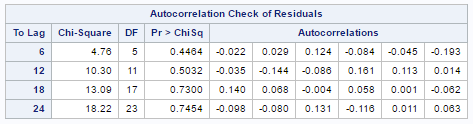 Autocorrelation Check of Residuals
To Lag Chi-Square DF Pr > ChiSq Autocorrelations
6 4.76 5 0.4464 -0.022 0.029 0.124 -0.084 -0.045 -0.193
12 10.30 11 0.5032 -0.035 -0.144 -0.086 0.161 0.113 0.014
18 13.09 17 0.7300 0.140 0.068 -0.004 0.058 0.001 -0.062
24 18.22 23 0.7454 -0.098 -0.080 0.131 -0.116 0.011 0.063